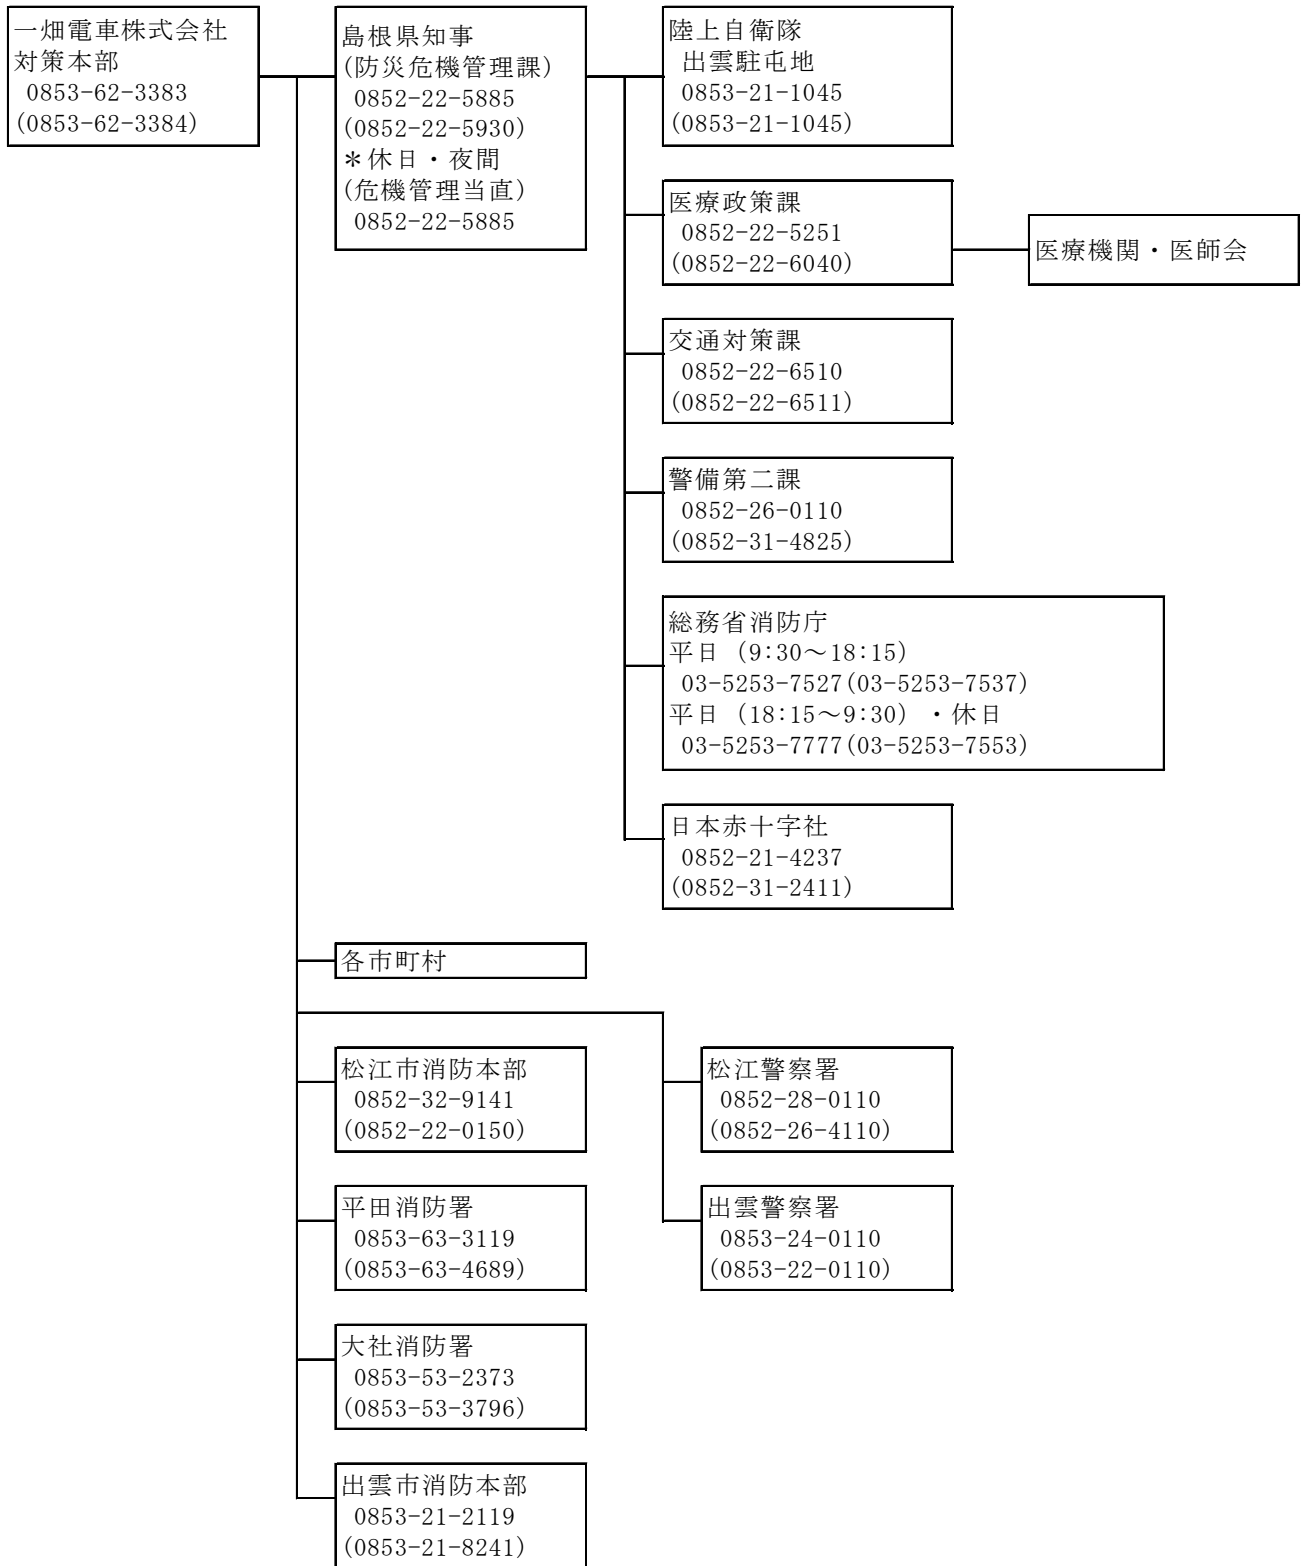 一畑電車株式会社
対策本部
0853-62-3383
(0853-62-3384)
島根県知事
(防災危機管理課)
0852-22-5885
(0852-22-5930)
＊休日・夜間
(危機管理当直)
0852-22-5885
陸上自衛隊
出雲駐屯地
0853-21-1045
(0853-21-1045)
医療政策課
0852-22-5251
(0852-22-6040)
医療機関・医師会
交通対策課
0852-22-6510
(0852-22-6511)
警備第二課
0852-26-0110
(0852-31-4825)
総務省消防庁
平日（9:30～18:15）
03-5253-7527(03-5253-7537)
平日（18:15～9:30）・休日
03-5253-7777(03-5253-7553)
日本赤十字社
0852-21-4237
(0852-31-2411)
各市町村
松江市消防本部
0852-32-9141
(0852-22-0150)
松江警察署
0852-28-0110
(0852-26-4110)
平田消防署
0853-63-3119
(0853-63-4689)
出雲警察署
0853-24-0110
(0853-22-0110)
大社消防署
0853-53-2373
(0853-53-3796)
出雲市消防本部
0853-21-2119
(0853-21-8241)